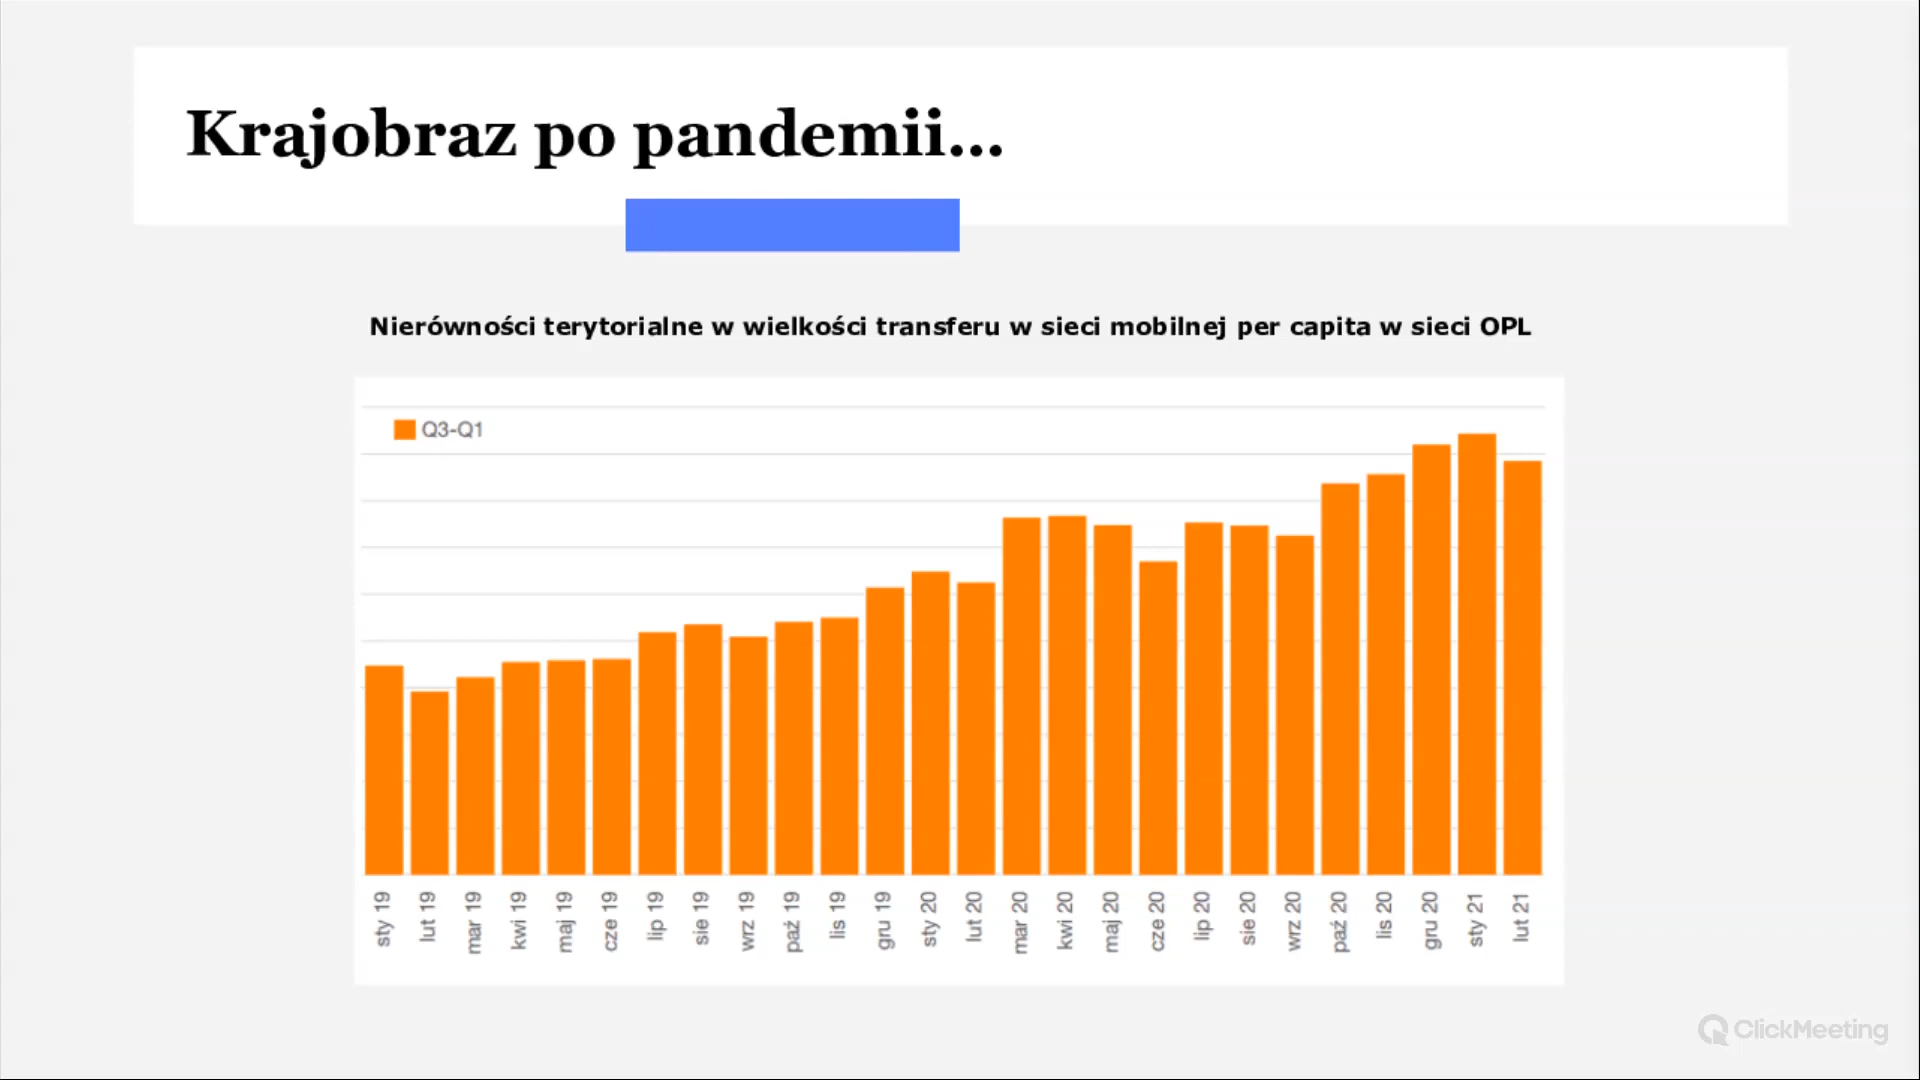 Krajobraz po pandemii...
Nierówności terytorialne w wielkości transferu w sieci mobilnej per capita w sieci OPL
Q3-Q1
sty 19
lut 19
mar 19
kwi 19
maj 19
cze 19
lip 19
sie 19
wrz 19
paź 19
lis 19
gru 19
sty 20
lut 20
mar 20
kwi 20
maj 20
cze 20
lip 20
sie 20
wrz 20
paź 20
lis 20
gru 20
sty 21
lut 21
ClickMeeting